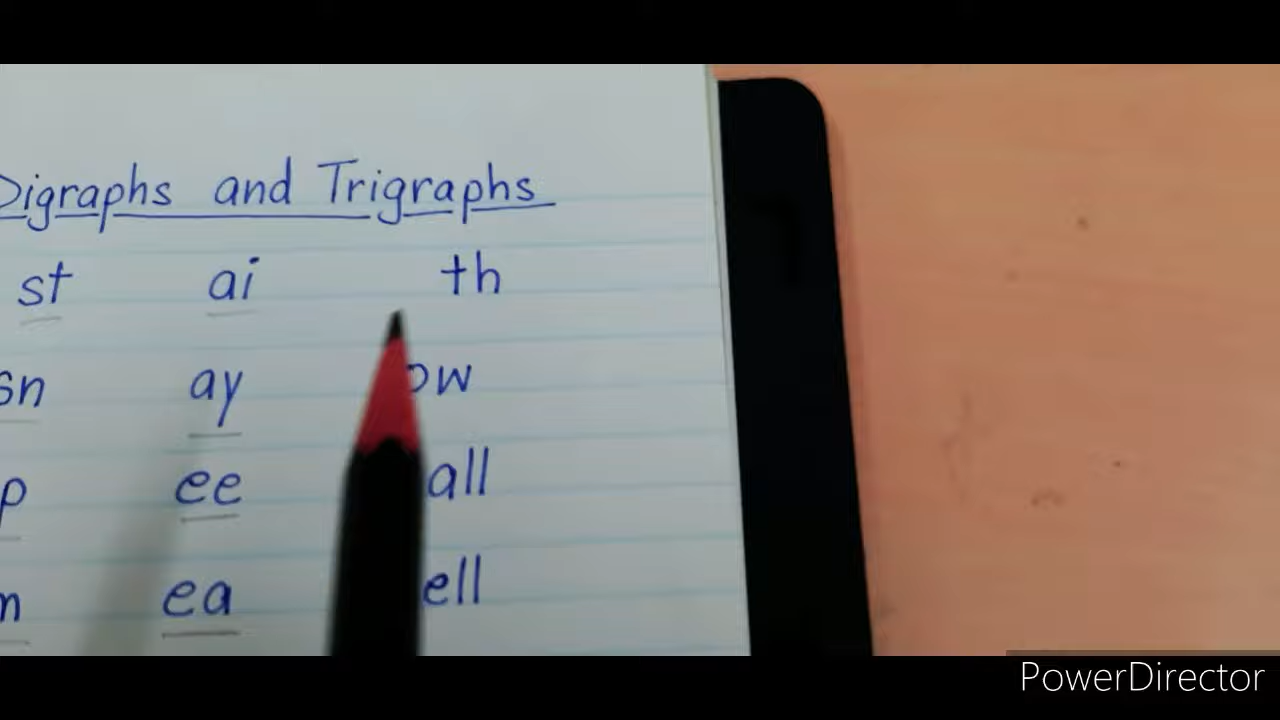 Digraphs and Trigraphs
st ai th
sn ay ow
p ee all
m ea ell
PowerDirector